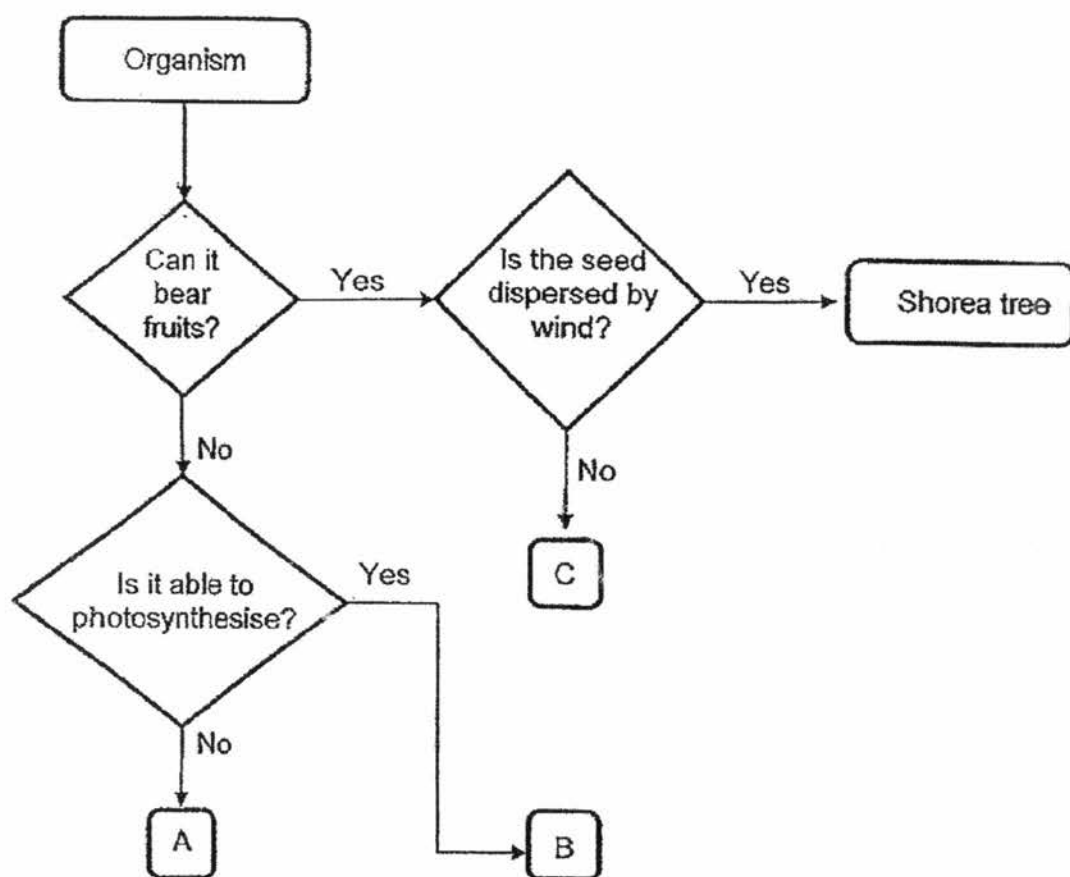 Organism
Can it
bear
fruits?
Yes
Is the seed
dispersed by
wind?
Yes
Shorea tree
No
No
C
Is it able to
photosynthesise?
Yes
No
A
B